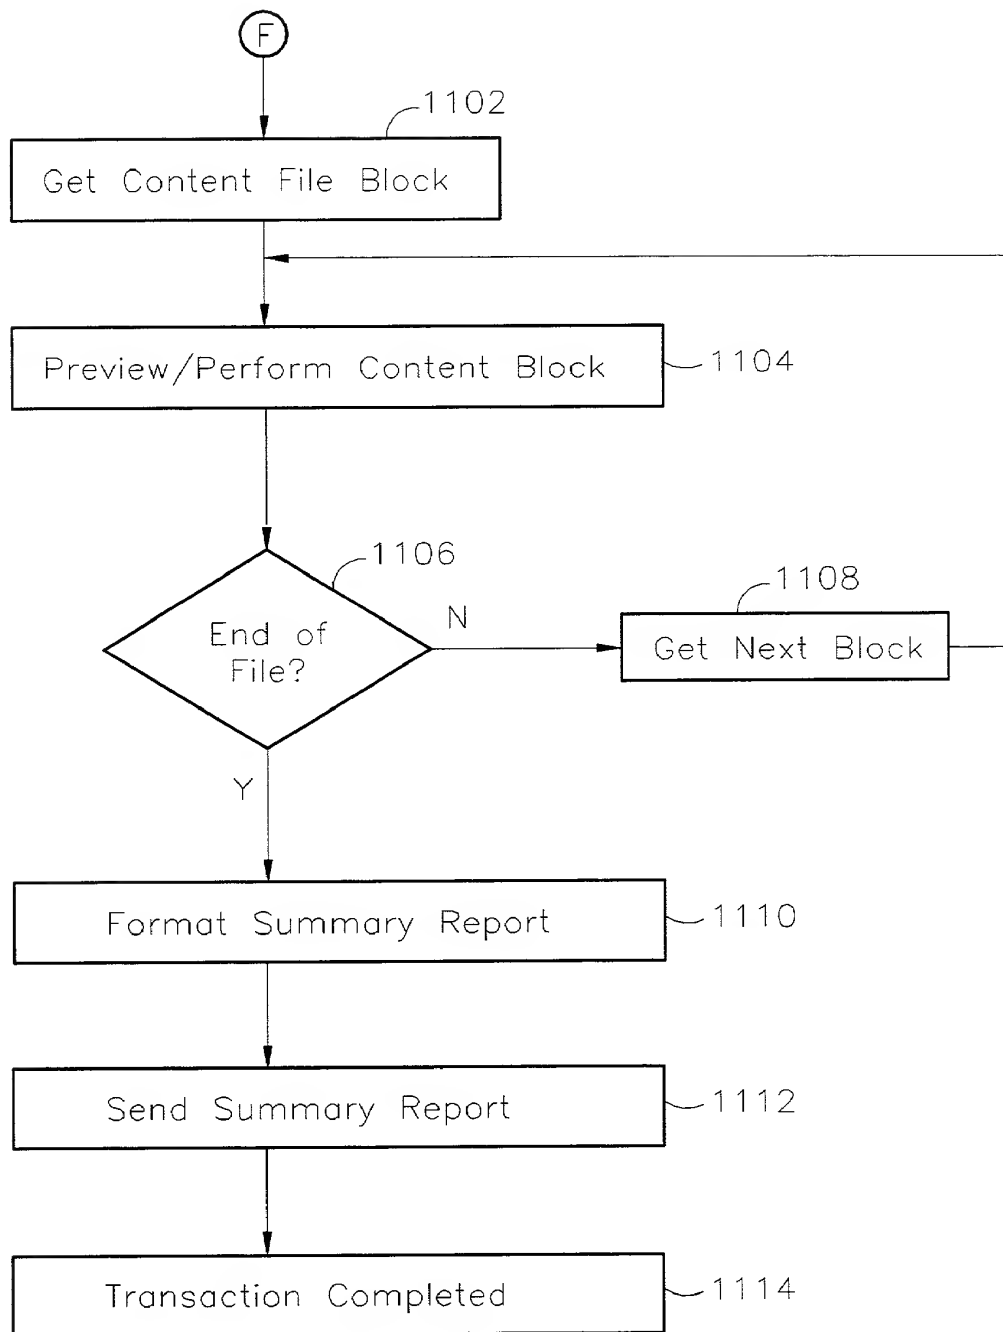 F
1102
Get Content File Block
Preview/Perform Content Block
1104
1106
End of
File?
N
1108
Get Next Block
Y
Format Summary Report
1110
Send Summary Report
1112
Transaction Completed
1114